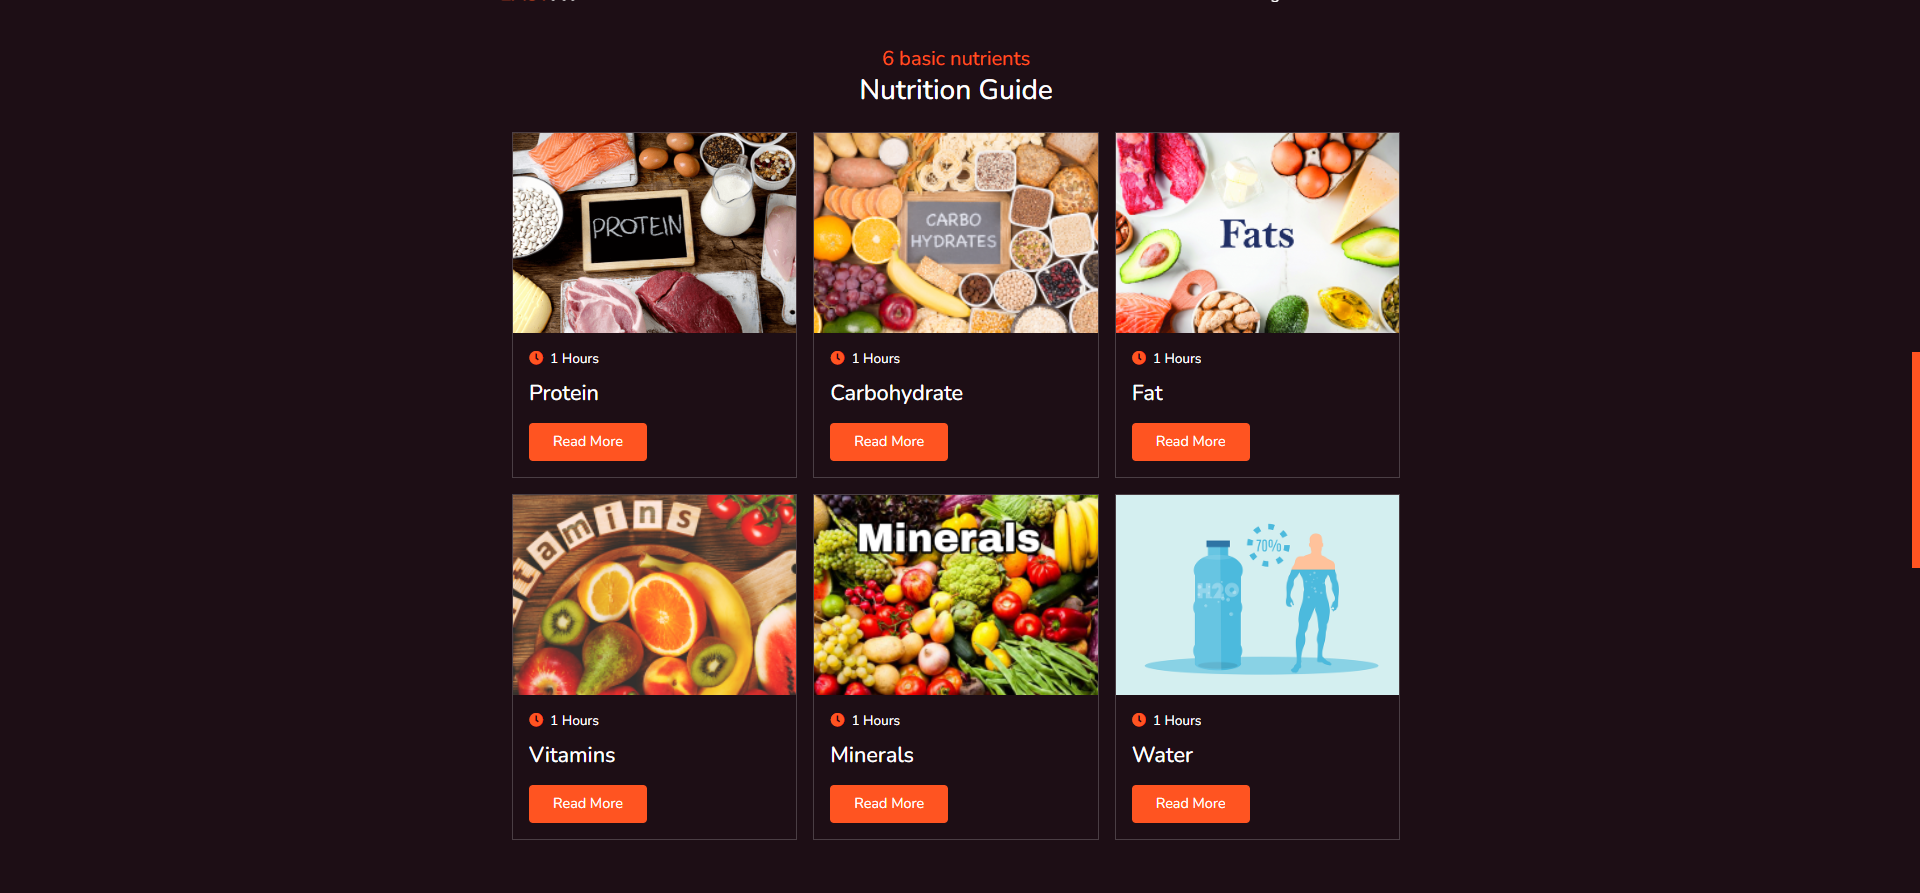 6 basic nutrients
Nutrition Guide
PROTEIN
CARBO
HYDRATES
Fats
1 Hours
1 Hours
1 Hours
Protein
Carbohydrate
Fat
Read More
Read More
Read More
tamins
Minerals
70%
H2O
1 Hours
1 Hours
1 Hours
Vitamins
Minerals
Water
Read More
Read More
Read More